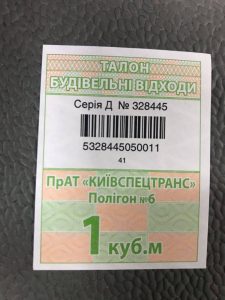 ТАЛОН
БУДІВЕЛЬНІ ВІДХОДИ
Серія Д № 328445
5328445050011
41
ПрАТ «КИЇВСПЕЦТРАНС»
Полігон №6
1 куб.м